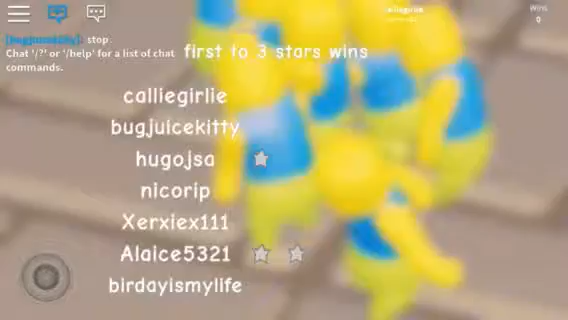 [bugjuicekitty]: stop
Chat '/?' or '/help' for a list of chat
commands.
first to 3 stars wins
calliegirlie
Wins
0
calliegirlie
bugjuicekitty
hugojsa
nicorip
Xerxiex111
Alaice5321
birdayismylife